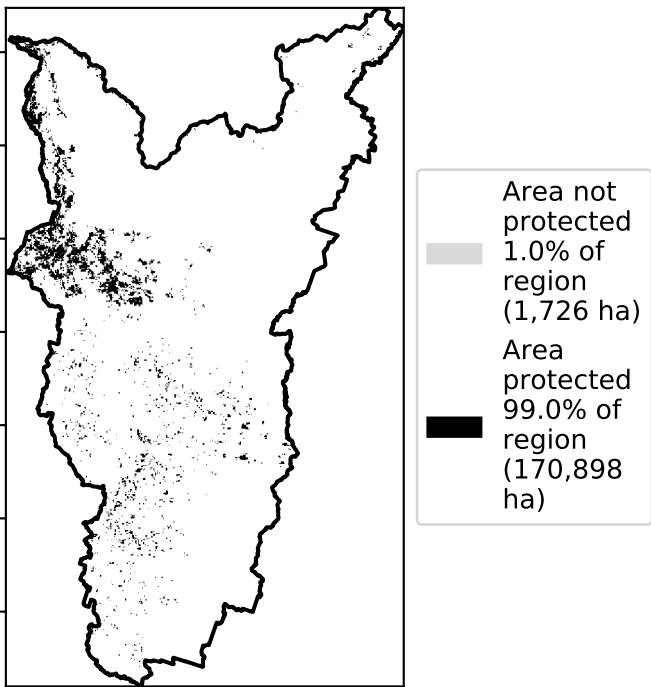 Area not
protected
1.0% of
region
(1,726 ha)
Area
protected
99.0% of
region
(170,898
ha)